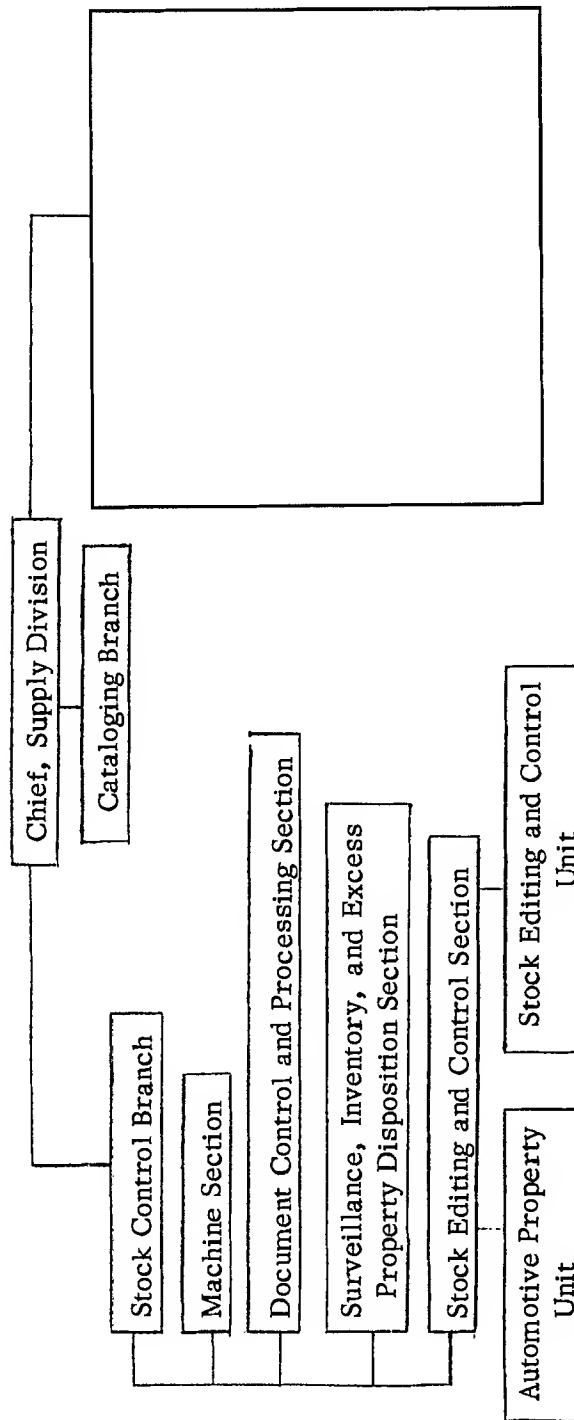 Chief, Supply Division
Cataloging Branch
Stock Control Branch
Machine Section
Document Control and Processing Section
Surveillance, Inventory, and Excess
Property Disposition Section
Stock Editing and Control Section
Automotive Property
Unit
Stock Editing and Control
Unit